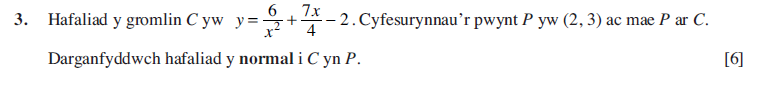 3. Hafaliad y gromlin C yw y = 6/x² + 7x/4 – 2. Cyfesurynnau’r pwynt P yw (2, 3) ac mae P ar C.
Darganfyddwch hafaliad y normal i C yn P. [6]